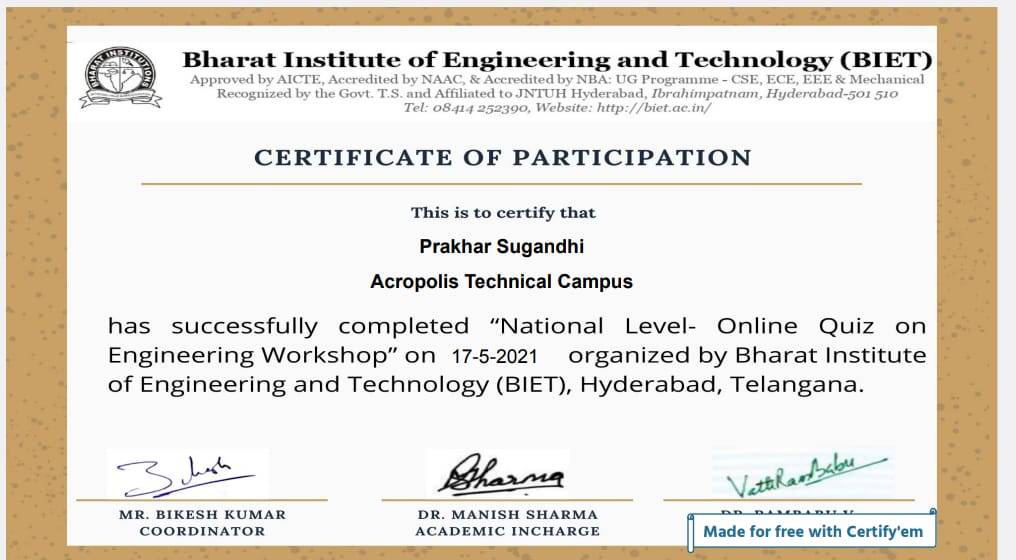 BHARAT INSTITUTIONS
Bharat Institute of Engineering and Technology (BIET)
Approved by AICTE, Accredited by NAAC, & Accredited by NBA: UG Programme - CSE, ECE, EEE & Mechanical
Recognized by the Govt. T.S. and Affiliated to JNTUH Hyderabad, Ibrahimpatnam, Hyderabad-501 510
Tel: 08414 252390, Website: http://biet.ac.in/
CERTIFICATE OF PARTICIPATION
This is to certify that
Prakhar Sugandhi
Acropolis Technical Campus
has successfully completed “National Level- Online Quiz on
Engineering Workshop” on 17-5-2021 organized by Bharat Institute
of Engineering and Technology (BIET), Hyderabad, Telangana.
Sharma
VattiRamBabu
MR. BIKESH KUMAR
COORDINATOR
DR. MANISH SHARMA
ACADEMIC INCHARGE
DR. RAMBABU V
Made for free with Certify'em